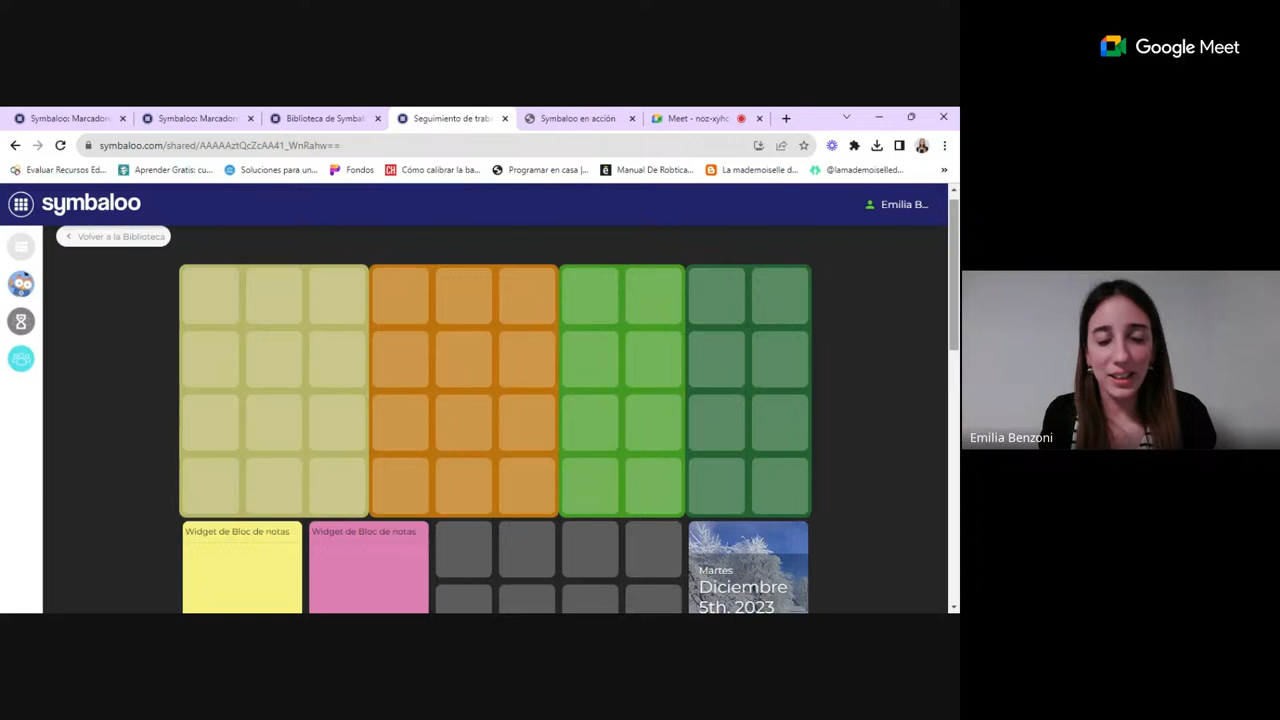 Google Meet
Symbaloo: Marcador
Symbaloo: Marcador
Biblioteca de Symbal
Seguimiento de traba
Symbaloo en acción
Meet - noz-xyhc
symbaloo.com/shared/AAAAAztQcZcAA41_WnRahw==
Evaluar Recursos Ed...
Aprender Gratis: cu...
Soluciones para un...
Fondos
CH
Cómo calibrar la ba...
Programar en casa |...
Manual De Robtica...
La mademoiselle d...
@lamademoiselled...
symbaloo
Emilia B...
Volver a la Biblioteca
Widget de Bloc de notas
Widget de Bloc de notas
Martes
Diciembre
5th, 2023
Emilia Benzoni